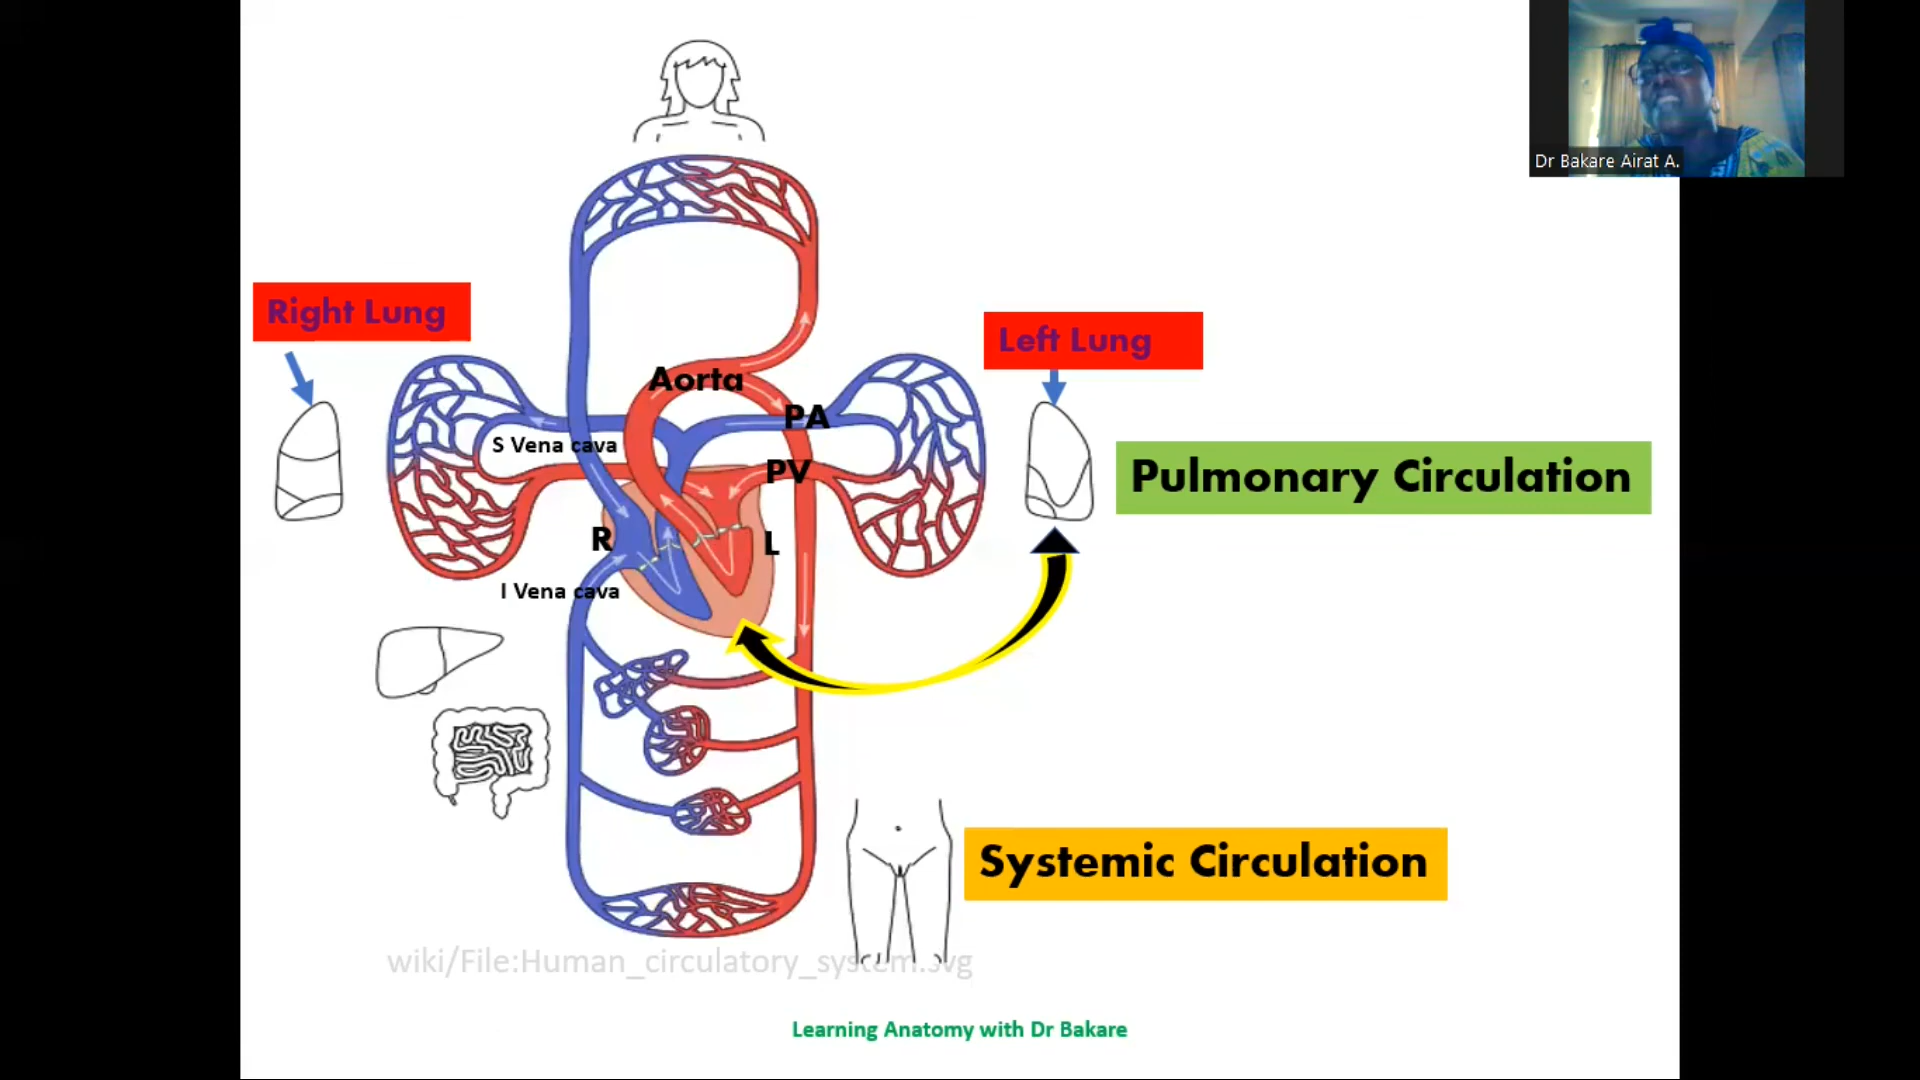 Dr Bakare Airat A.
Right Lung
Left Lung
Aorta
PA
S Vena cava
PV
Pulmonary Circulation
R
L
I Vena cava
Systemic Circulation
wiki/File:Human_circulatory_system.svg
Learning Anatomy with Dr Bakare